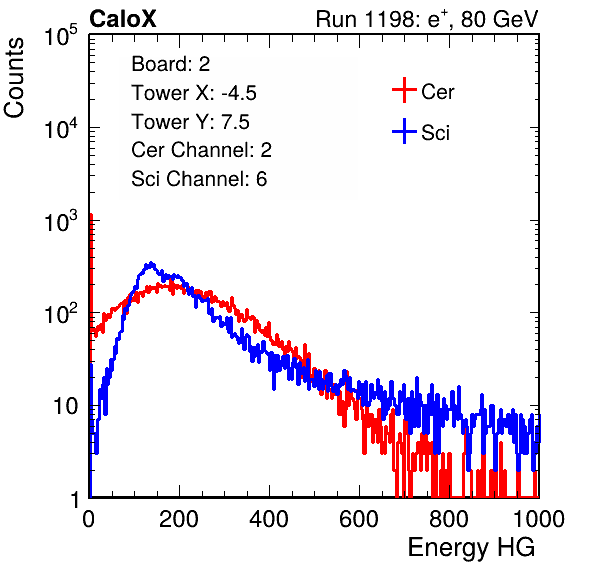 CaloX Run 1198: e⁺, 80 GeV
Counts
Board: 2
Tower X: -4.5
Tower Y: 7.5
Cer Channel: 2
Sci Channel: 6
Cer
Sci
10⁵
10⁴
10³
10²
10
1
0 200 400 600 800 1000
Energy HG